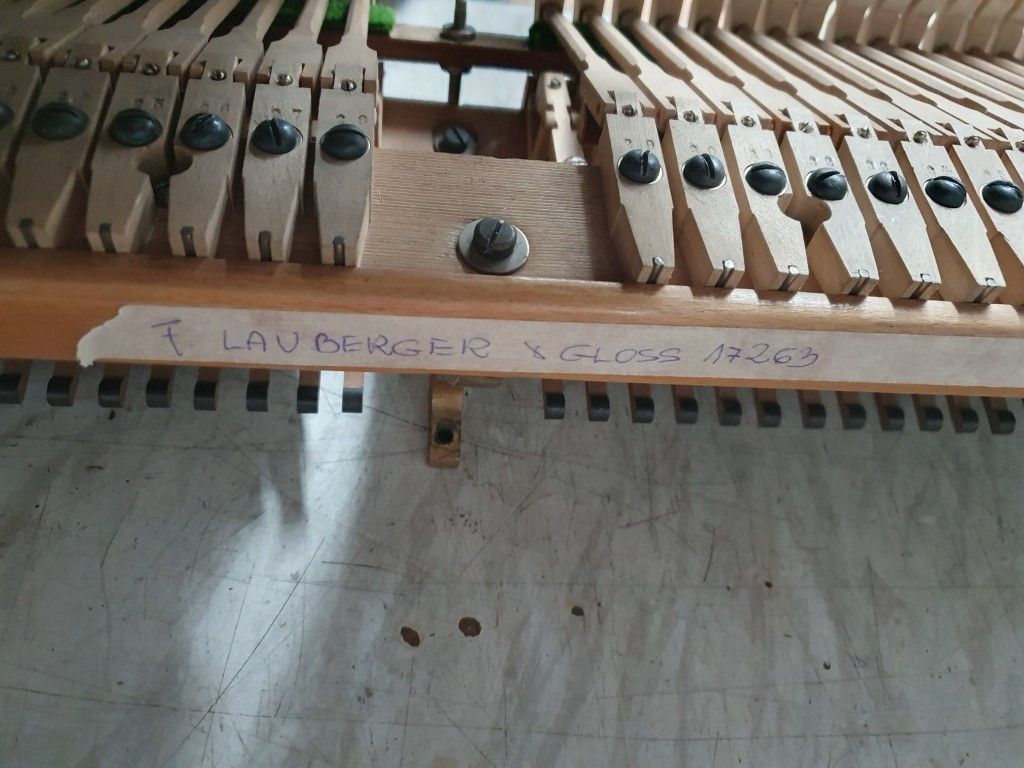 F LAUBERGER & GLOSS 17263